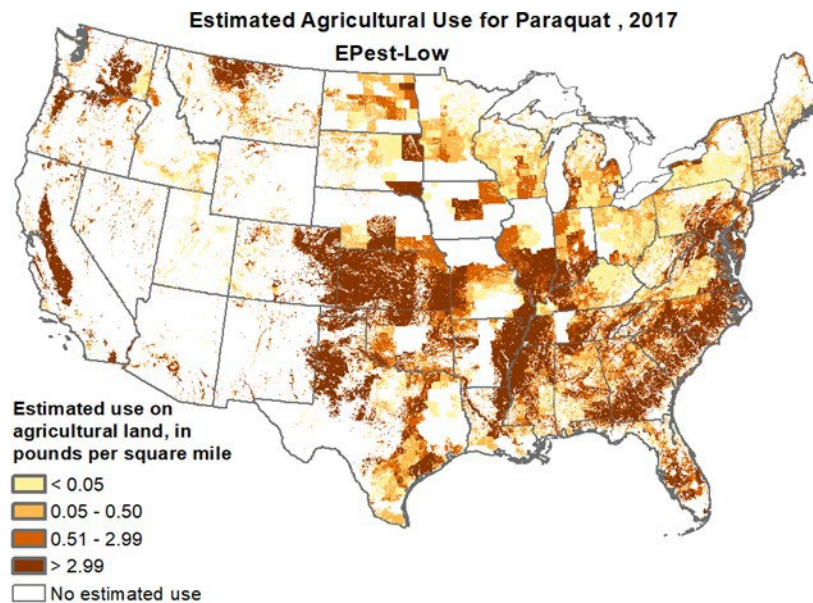 Estimated Agricultural Use for Paraquat , 2017
EPest-Low
Estimated use on
agricultural land, in
pounds per square mile
< 0.05
0.05 - 0.50
0.51 - 2.99
> 2.99
No estimated use